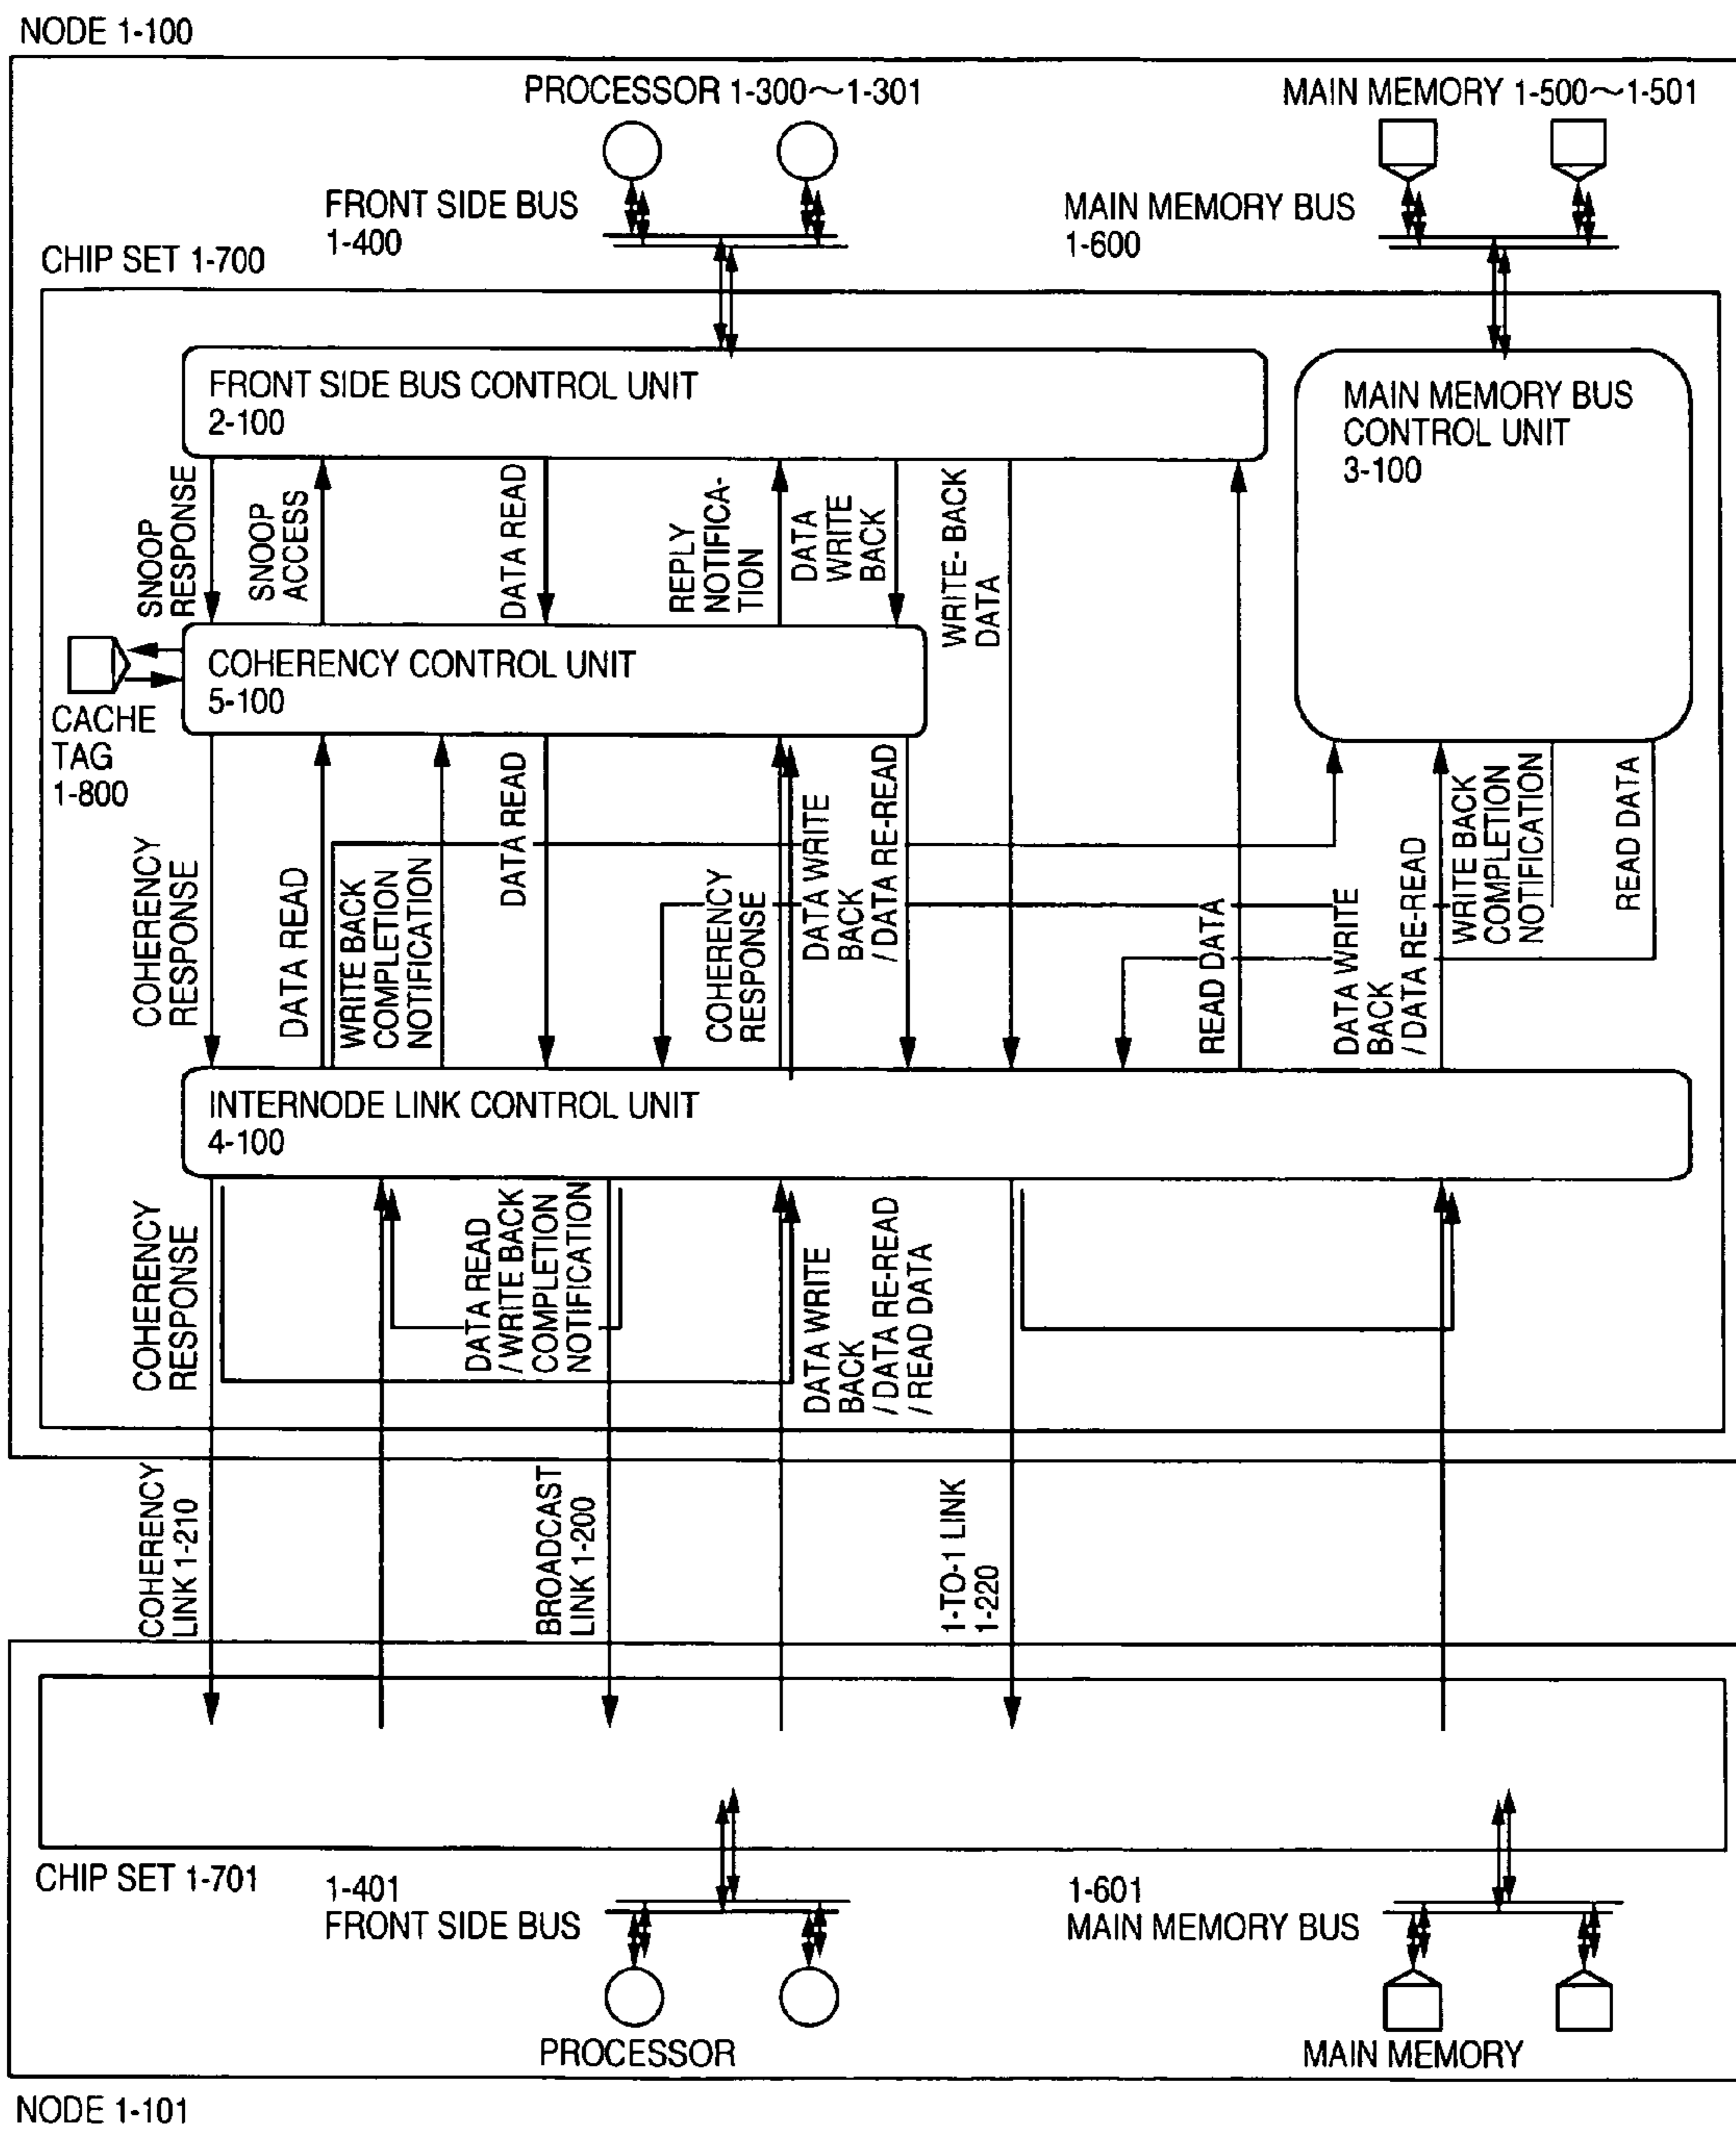 NODE 1-100
PROCESSOR 1-300~1-301
MAIN MEMORY 1-500~1-501
FRONT SIDE BUS
1-400
MAIN MEMORY BUS
1-600
CHIP SET 1-700
FRONT SIDE BUS CONTROL UNIT
2-100
MAIN MEMORY BUS
CONTROL UNIT
3-100
SNOOP
RESPONSE
SNOOP
ACCESS
DATA READ
REPLY
NOTIFICA-
TION
DATA
WRITE
BACK
WRITE- BACK
DATA
COHERENCY CONTROL UNIT
5-100
CACHE
TAG
1-800
COHERENCY
RESPONSE
DATA READ
WRITE BACK
COMPLETION
NOTIFICATION
DATA READ
COHERENCY
RESPONSE
DATA WRITE
BACK
/ DATA RE-READ
READ DATA
DATA WRITE
BACK
/ DATA RE-READ
WRITE BACK
COMPLETION
NOTIFICATION
READ DATA
INTERNODE LINK CONTROL UNIT
4-100
COHERENCY
RESPONSE
DATA READ
/WRITE BACK
COMPLETION
NOTIFICATION
DATA WRITE
BACK
/ DATA RE-READ
/ READ DATA
COHERENCY
LINK 1-210
BROADCAST
LINK 1-200
1-TO-1 LINK
1-220
CHIP SET 1-701
1-401
FRONT SIDE BUS
1-601
MAIN MEMORY BUS
PROCESSOR
MAIN MEMORY
NODE 1-101